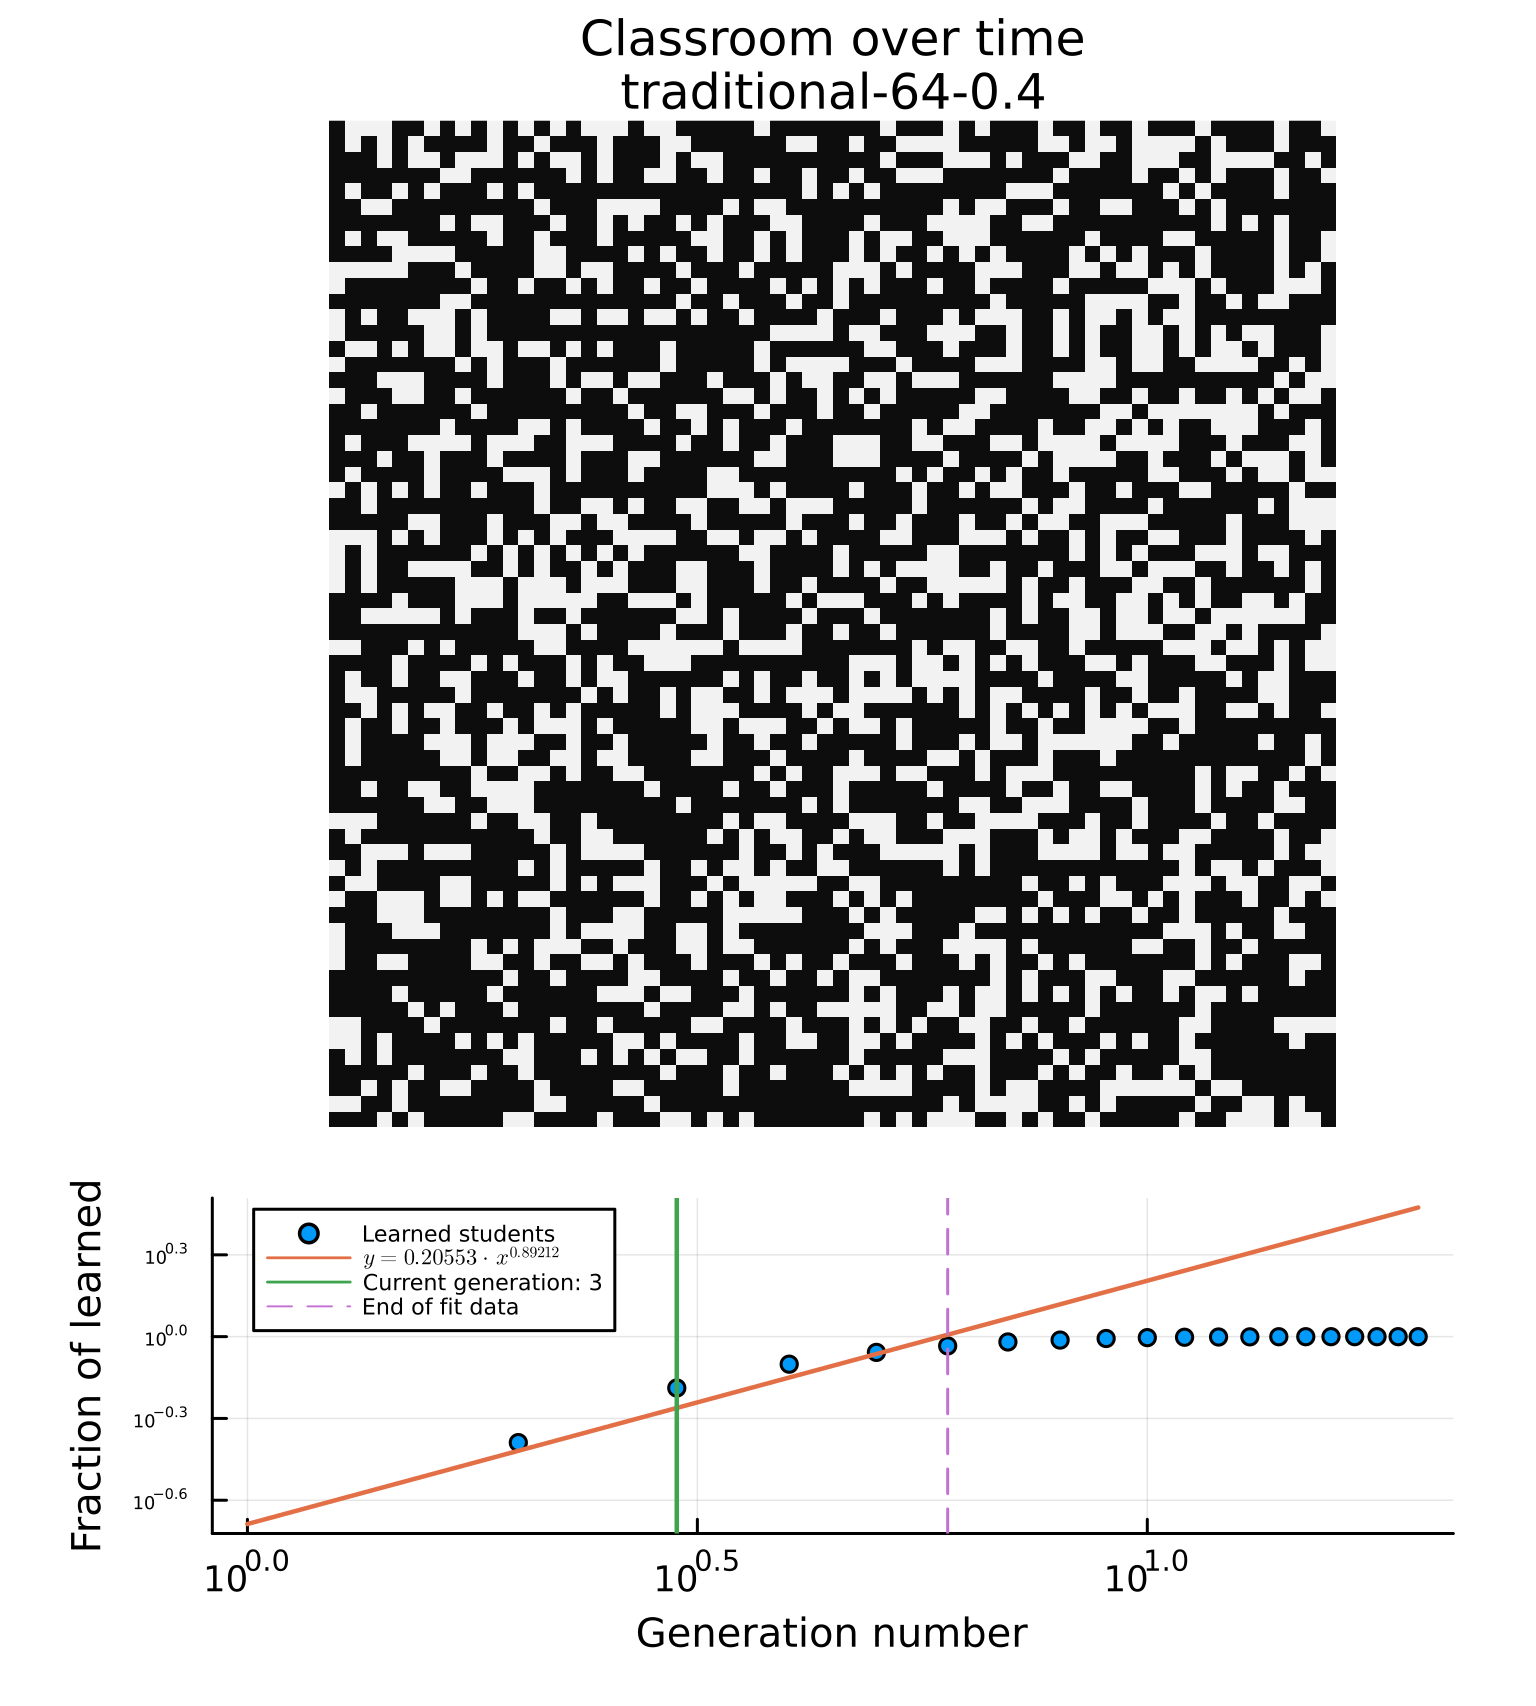 Classroom over time
traditional-64-0.4
Fraction of learned
10^0.3
10^0.0
10^−0.3
10^−0.6
Learned students
y = 0.20553 · x^0.89212
Current generation: 3
End of fit data
10^0.0
10^0.5
10^1.0
Generation number